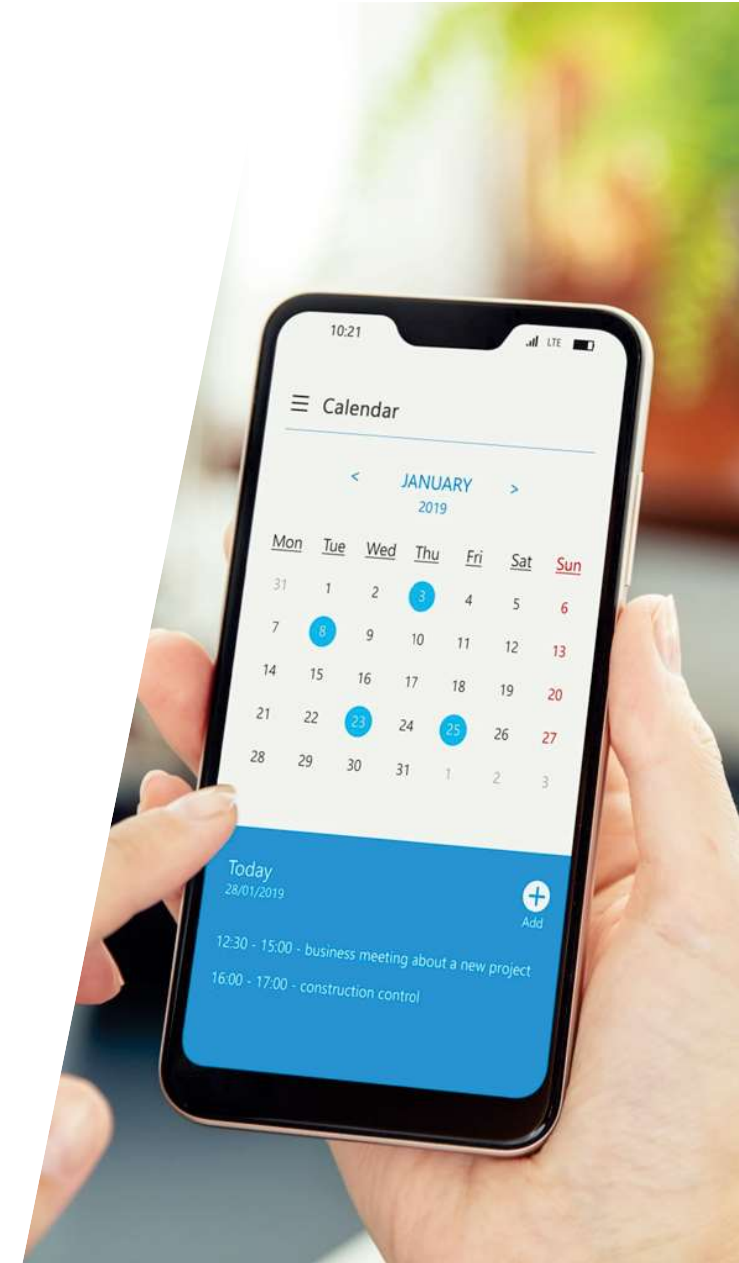 10:21 LTE
☰ Calendar
< JANUARY >
2019
Mon Tue Wed Thu Fri Sat Sun
31 1 2 3 4 5 6
7 8 9 10 11 12 13
14 15 16 17 18 19 20
21 22 23 24 25 26 27
28 29 30 31 1 2 3
Today
28/01/2019
+
Add
12:30 - 15:00 - business meeting about a new project
16:00 - 17:00 - construction control